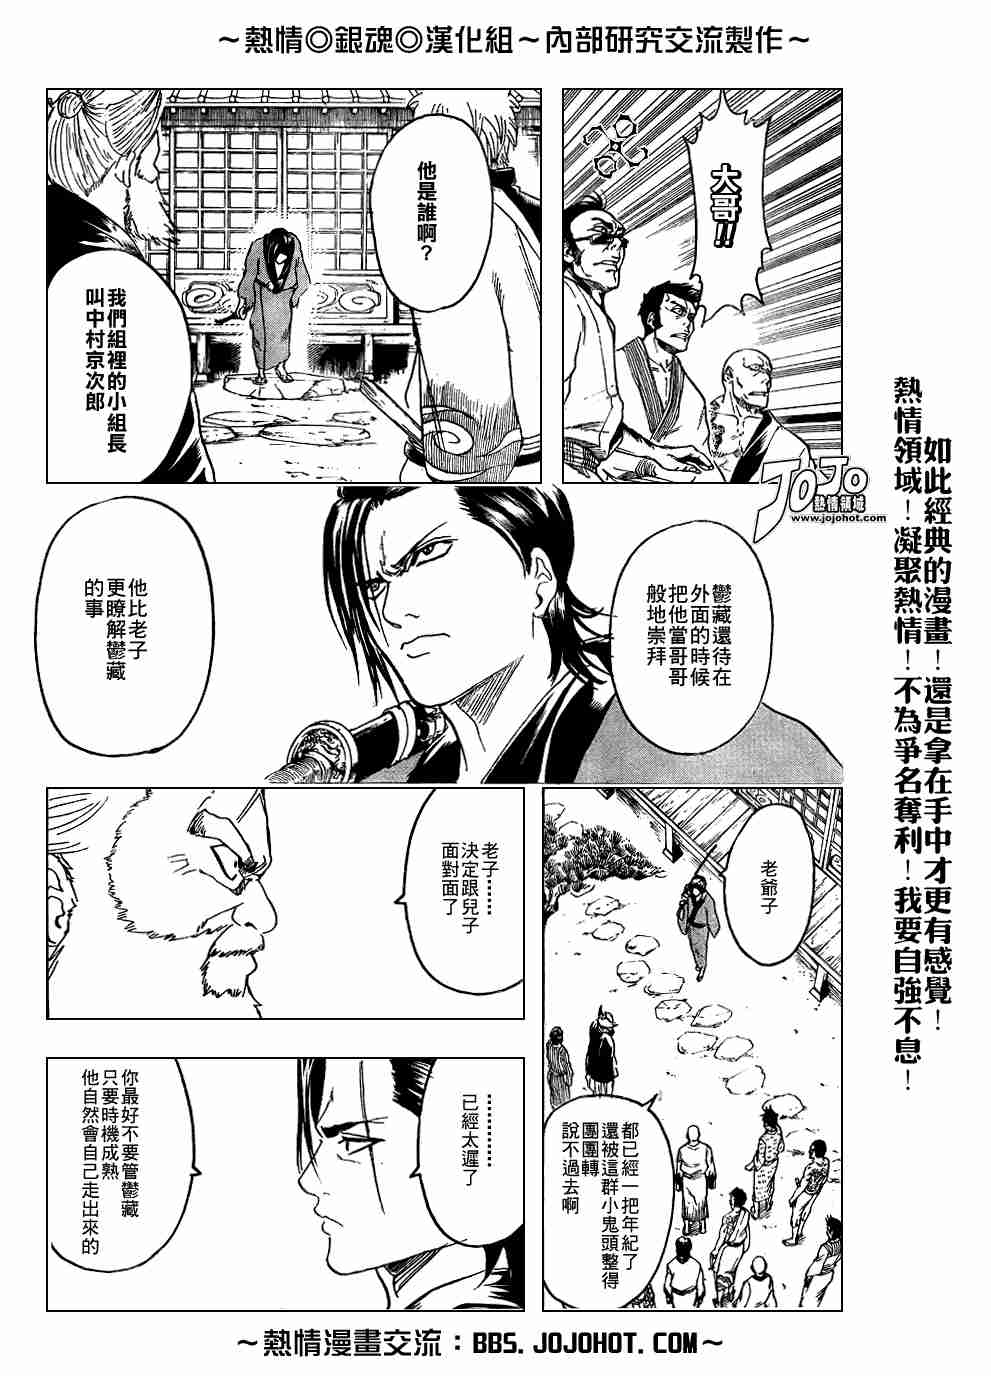 ～熱情◎銀魂◎漢化組～內部研究交流製作～
大哥!!
他是誰啊？
我們組裡的小組長
叫中村京次郎
JOJO
熱情領域
www.jojohot.com
鬱藏還待在
外面的時候
把他當哥哥
般地崇拜
他比老子
更瞭解鬱藏
的事
老爺子
都已經一把年紀了
還被這群小鬼頭整得
團團轉
說不過去啊
老子……
決定跟兒子
面對面了
………
已經太遲了
你最好不要管鬱藏
只要時機成熟
他自然會自己走出來的
如此經典的漫畫！還是拿在手中才更有感覺！
熱情領域！凝聚熱情！不為爭名奪利！我要自強不息！
～熱情漫畫交流：BBS.JOJOHOT.COM～